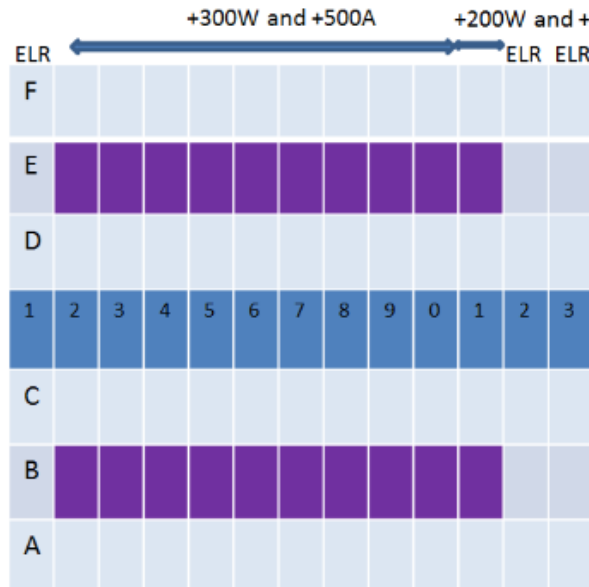 +300W and +500A +200W and +
ELR ELR ELR
F
E
D
1 2 3 4 5 6 7 8 9 0 1 2 3
C
B
A